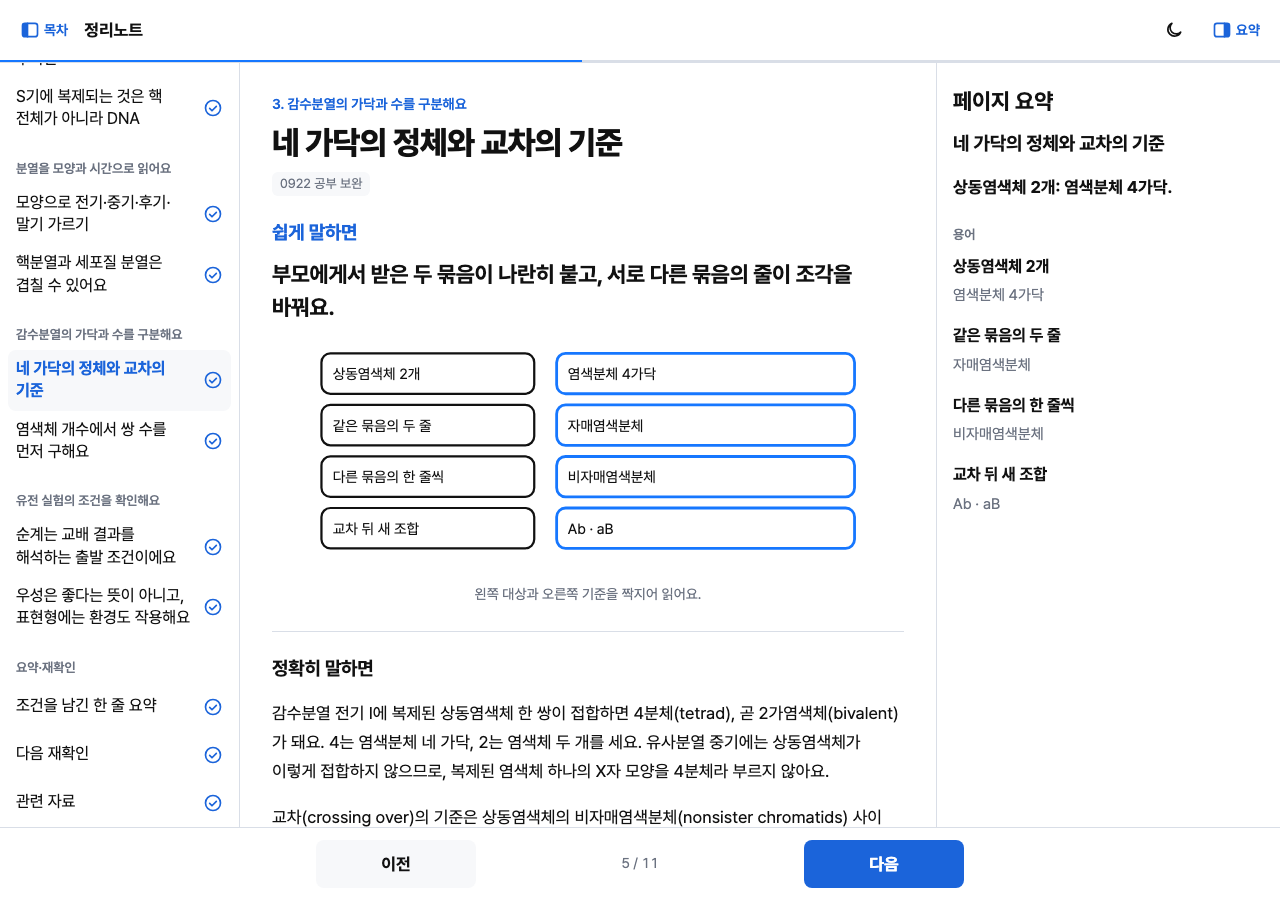 목차
정리노트
요약
S기에 복제되는 것은 핵
전체가 아니라 DNA
분열을 모양과 시간으로 읽어요
모양으로 전기·중기·후기·
말기 가르기
핵분열과 세포질 분열은
겹칠 수 있어요
감수분열의 가닥과 수를 구분해요
네 가닥의 정체와 교차의
기준
염색체 개수에서 쌍 수를
먼저 구해요
유전 실험의 조건을 확인해요
순계는 교배 결과를
해석하는 출발 조건이에요
우성은 좋다는 뜻이 아니고,
표현형에는 환경도 작용해요
요약·재확인
조건을 남긴 한 줄 요약
다음 재확인
관련 자료
3. 감수분열의 가닥과 수를 구분해요
네 가닥의 정체와 교차의 기준
0922 공부 보완
쉽게 말하면
부모에게서 받은 두 묶음이 나란히 붙고, 서로 다른 묶음의 줄이 조각을
바꿔요.
상동염색체 2개
염색분체 4가닥
같은 묶음의 두 줄
자매염색분체
다른 묶음의 한 줄씩
비자매염색분체
교차 뒤 새 조합
Ab · aB
왼쪽 대상과 오른쪽 기준을 짝지어 읽어요.
정확히 말하면
감수분열 전기 I에 복제된 상동염색체 한 쌍이 접합하면 4분체(tetrad), 곧 2가염색체(bivalent)
가 돼요. 4는 염색분체 네 가닥, 2는 염색체 두 개를 세요. 유사분열 중기에는 상동염색체가
이렇게 접합하지 않으므로, 복제된 염색체 하나의 X자 모양을 4분체라 부르지 않아요.
교차(crossing over)의 기준은 상동염색체의 비자매염색분체(nonsister chromatids) 사이
페이지 요약
네 가닥의 정체와 교차의 기준
상동염색체 2개: 염색분체 4가닥.
용어
상동염색체 2개
염색분체 4가닥
같은 묶음의 두 줄
자매염색분체
다른 묶음의 한 줄씩
비자매염색분체
교차 뒤 새 조합
Ab · aB
이전
5 / 11
다음